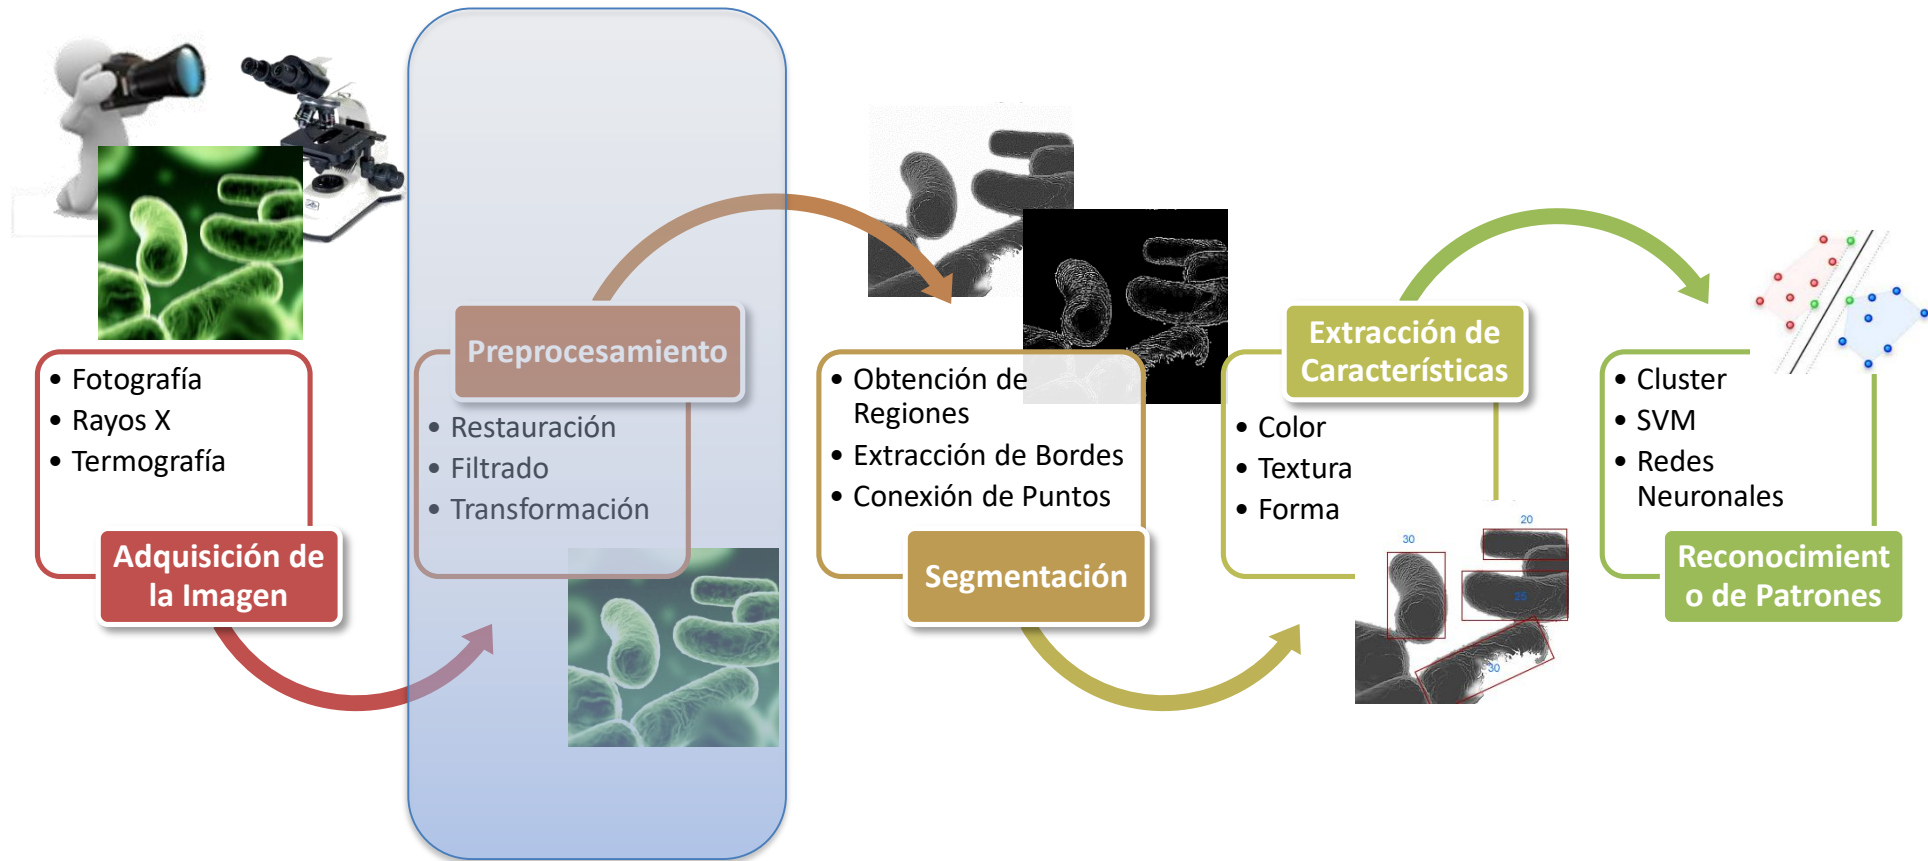 • Fotografía
• Rayos X
• Termografía
Adquisición de
la Imagen
Preprocesamiento
• Restauración
• Filtrado
• Transformación
• Obtención de
Regiones
• Extracción de Bordes
• Conexión de Puntos
Segmentación
Extracción de
Características
• Color
• Textura
• Forma
20
30
25
30
• Cluster
• SVM
• Redes
Neuronales
Reconocimient
o de Patrones